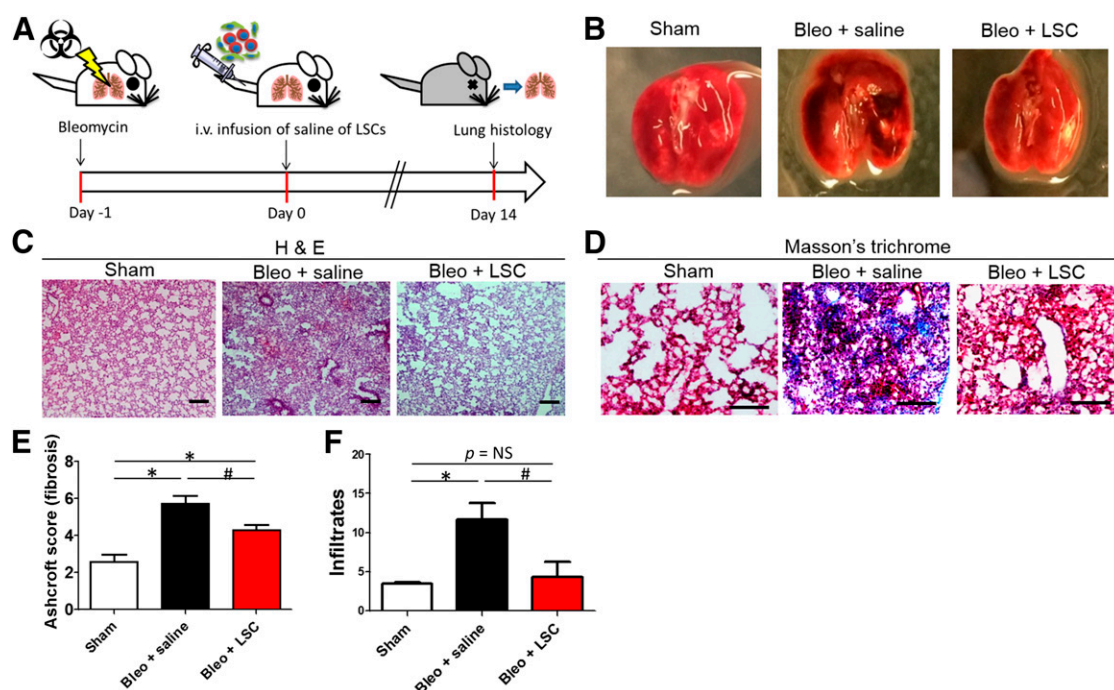 A
Bleomycin
i.v. infusion of saline of LSCs
Lung histology
Day -1
Day 0
Day 14
B
Sham
Bleo + saline
Bleo + LSC
C
H & E
Sham
Bleo + saline
Bleo + LSC
D
Masson's trichrome
Sham
Bleo + saline
Bleo + LSC
E
Ashcroft score (fibrosis)
8
6
4
2
0
*
*
#
Sham
Bleo + saline
Bleo + LSC
F
Infiltrates
20
15
10
5
0
p = NS
*
#
Sham
Bleo + saline
Bleo + LSC